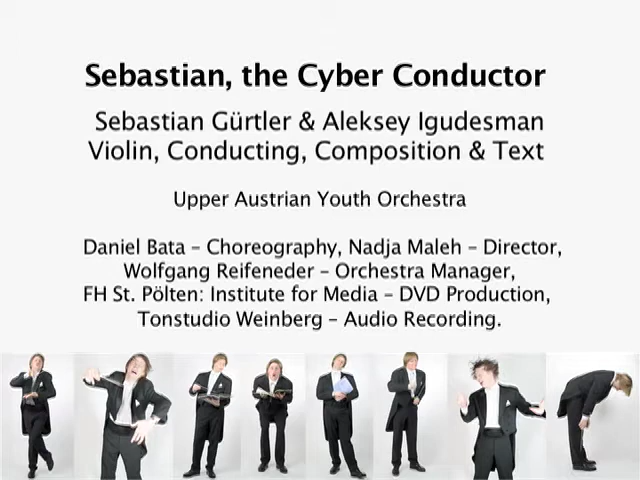 Sebastian, the Cyber Conductor
Sebastian Gürtler & Aleksey Igudesman
Violin, Conducting, Composition & Text
Upper Austrian Youth Orchestra
Daniel Bata – Choreography, Nadja Maleh – Director,
Wolfgang Reifeneder – Orchestra Manager,
FH St. Pölten: Institute for Media – DVD Production,
Tonstudio Weinberg – Audio Recording.